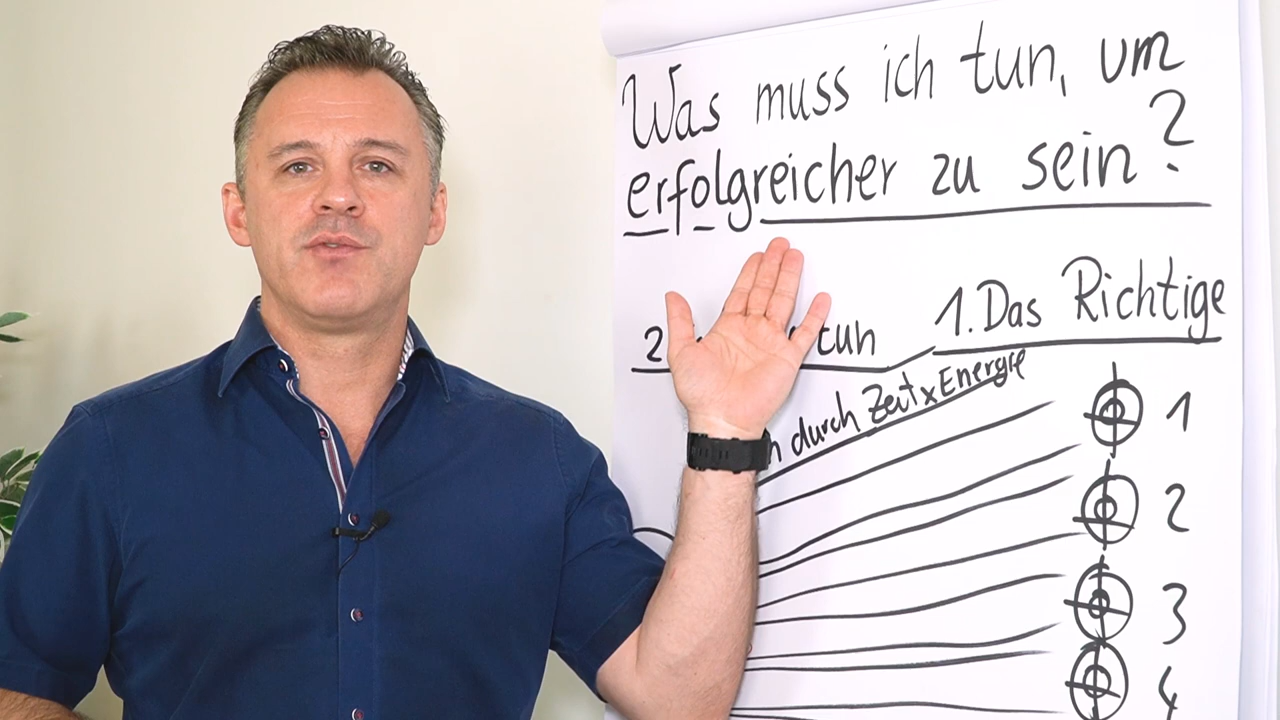 Was muss ich tun, um
erfolgreicher zu sein?
1. Das Richtige
2 tun
durch Zeit x Energie
1
2
3
4